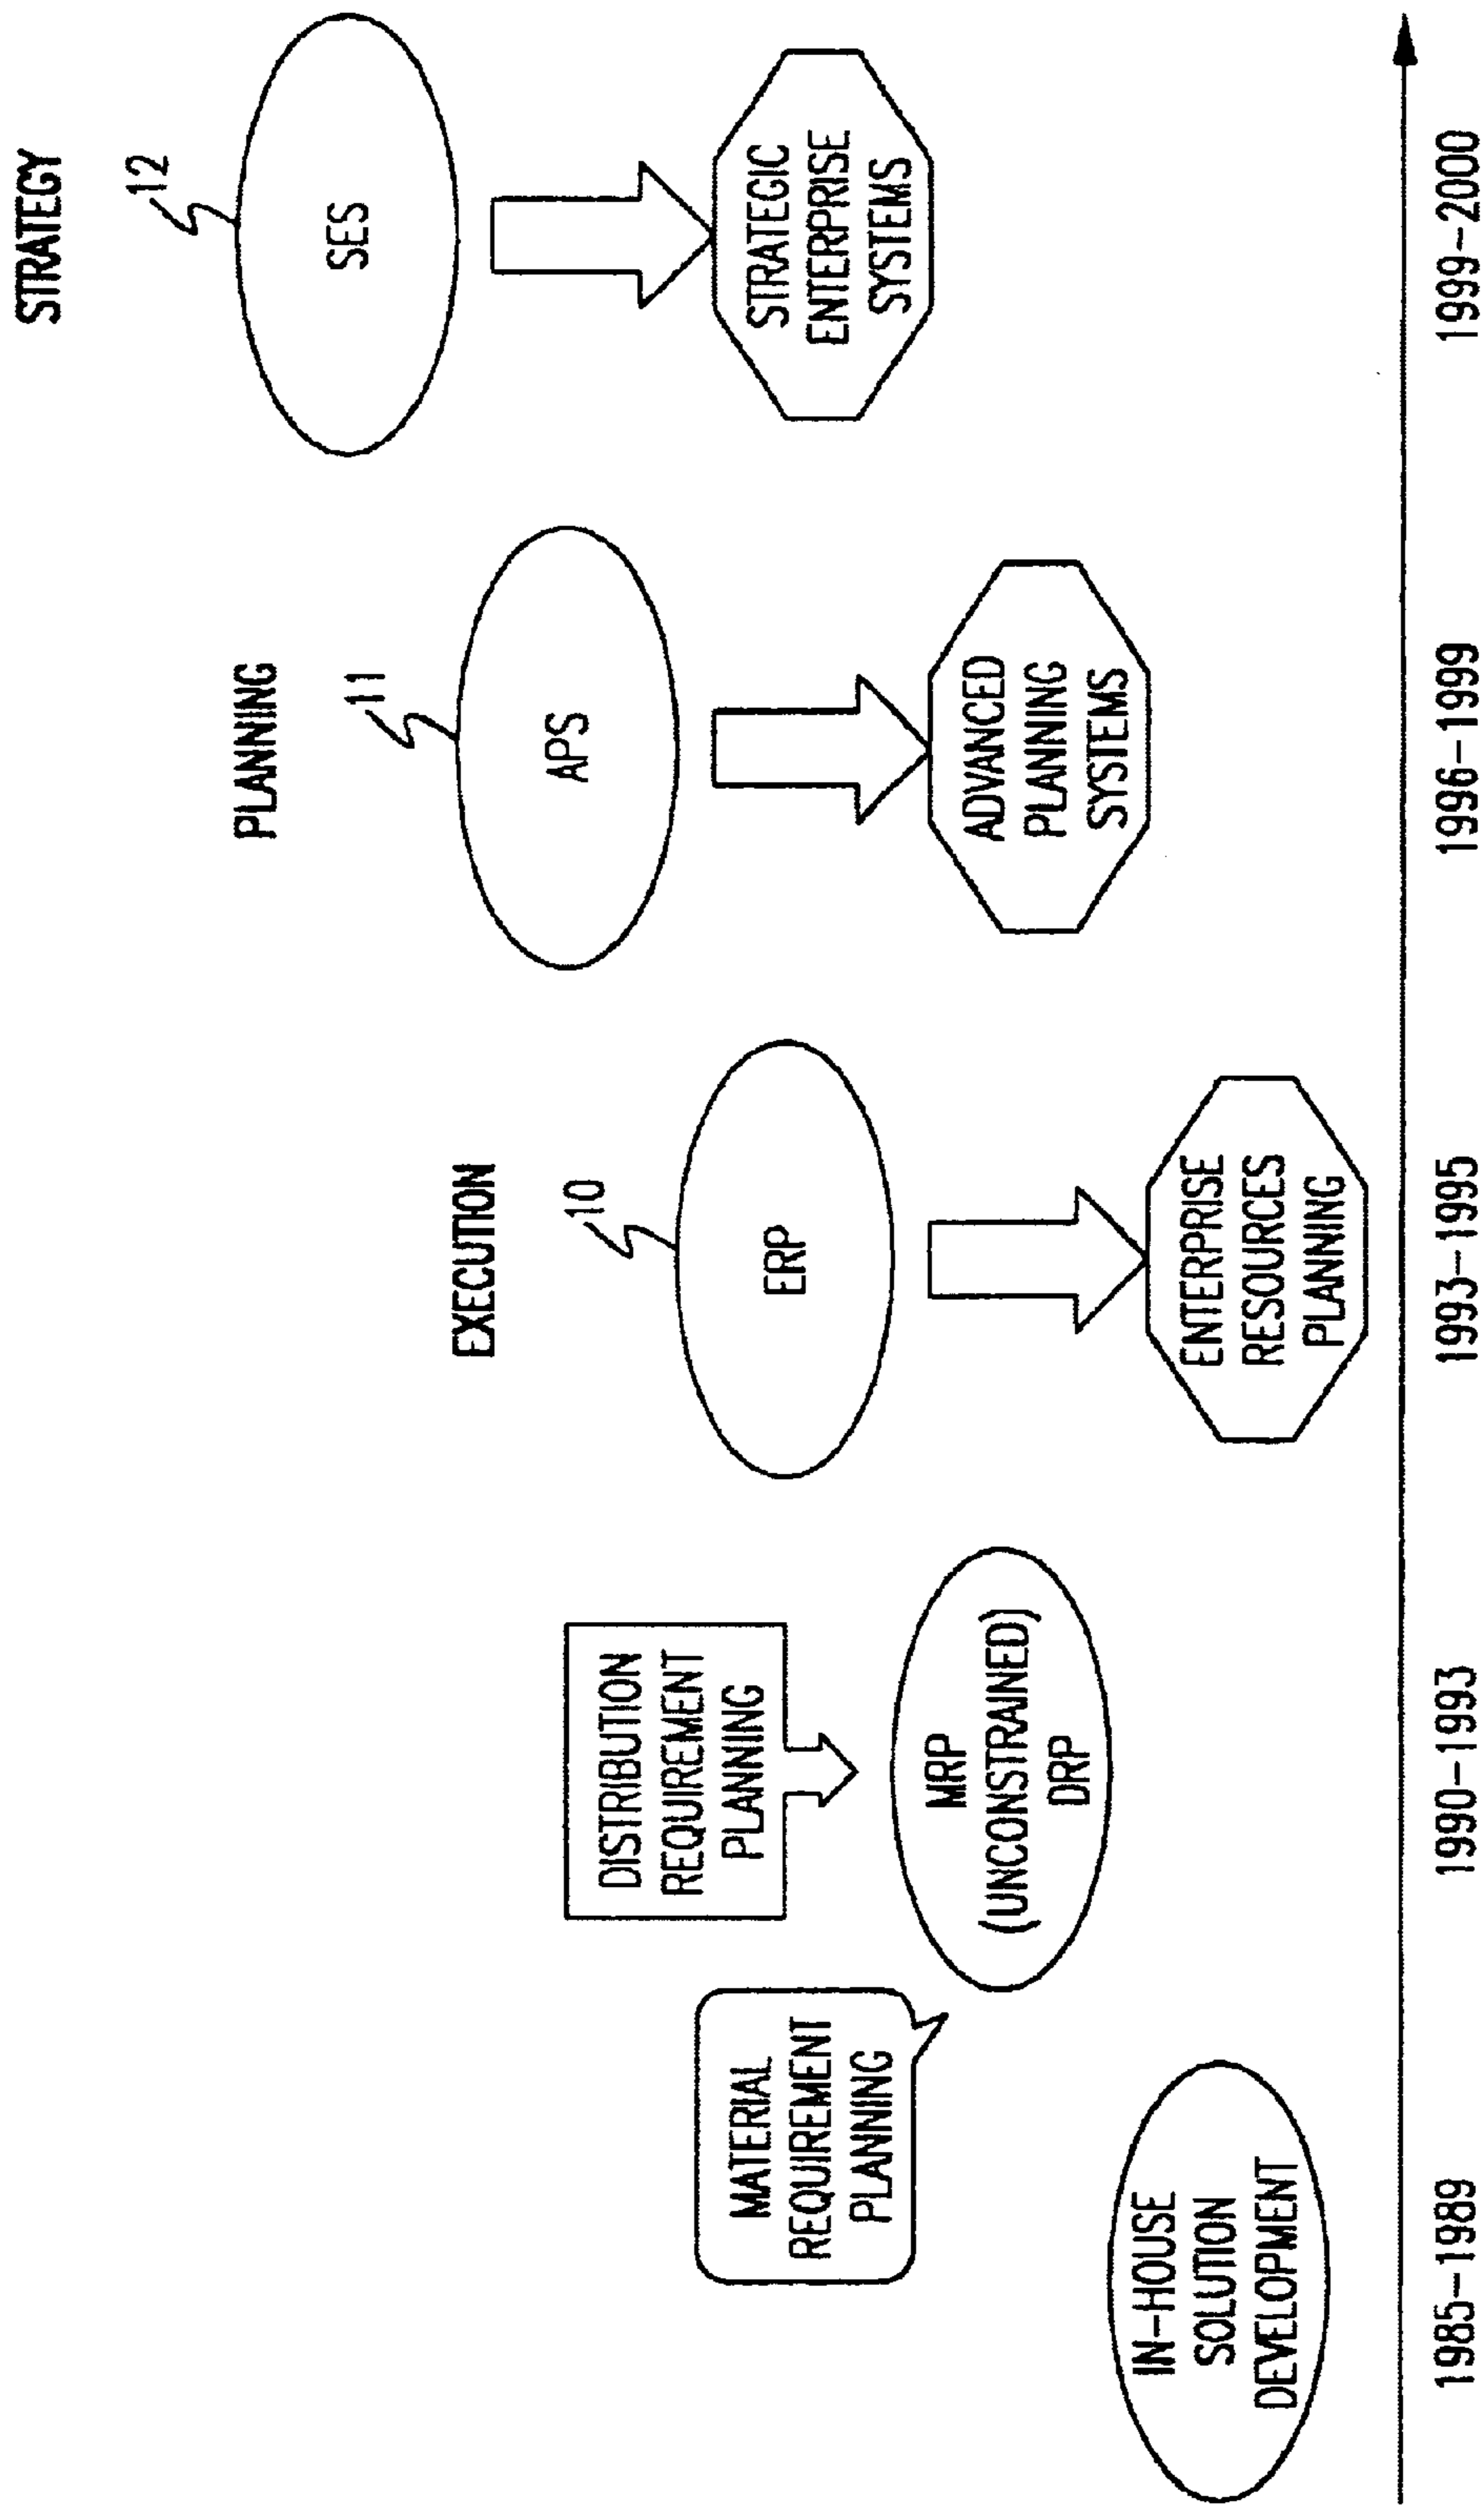 IN-HOUSE
SOLUTION
DEVELOPMENT
MATERIAL
REQUIREMENT
PLANNING
DISTRIBUTION
REQUIREMENT
PLANNING
MRP
(UNCONSTRAINED)
DRP
EXECUTION
10
ERP
ENTERPRISE
RESOURCES
PLANNING
PLANNING
11
APS
ADVANCED
PLANNING
SYSTEMS
STRATEGY
12
SES
STRATEGIC
ENTERPRISE
SYSTEMS
1985-1989
1990-1993
1993-1995
1996-1999
1999-2000